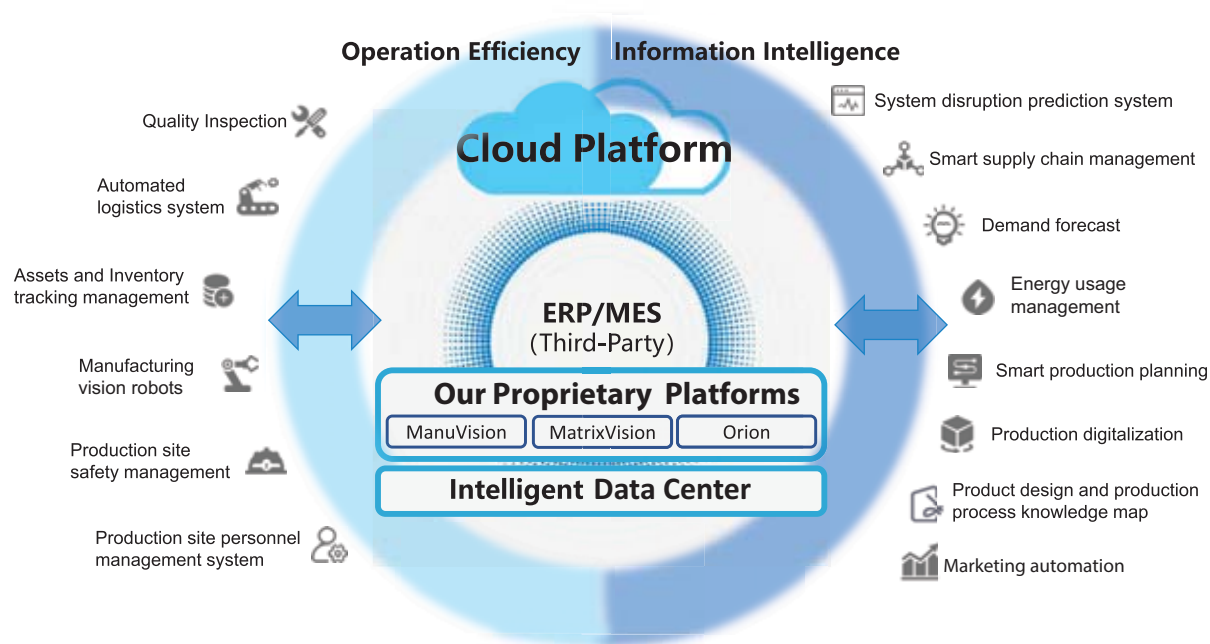 Operation Efficiency
Information Intelligence
Cloud Platform
Quality Inspection
Automated
logistics system
Assets and Inventory
tracking management
Manufacturing
vision robots
Production site
safety management
Production site personnel
management system
ERP/MES
(Third-Party)
Our Proprietary Platforms
ManuVision
MatrixVision
Orion
Intelligent Data Center
System disruption prediction system
Smart supply chain management
Demand forecast
Energy usage
management
Smart production planning
Production digitalization
Product design and production
process knowledge map
Marketing automation